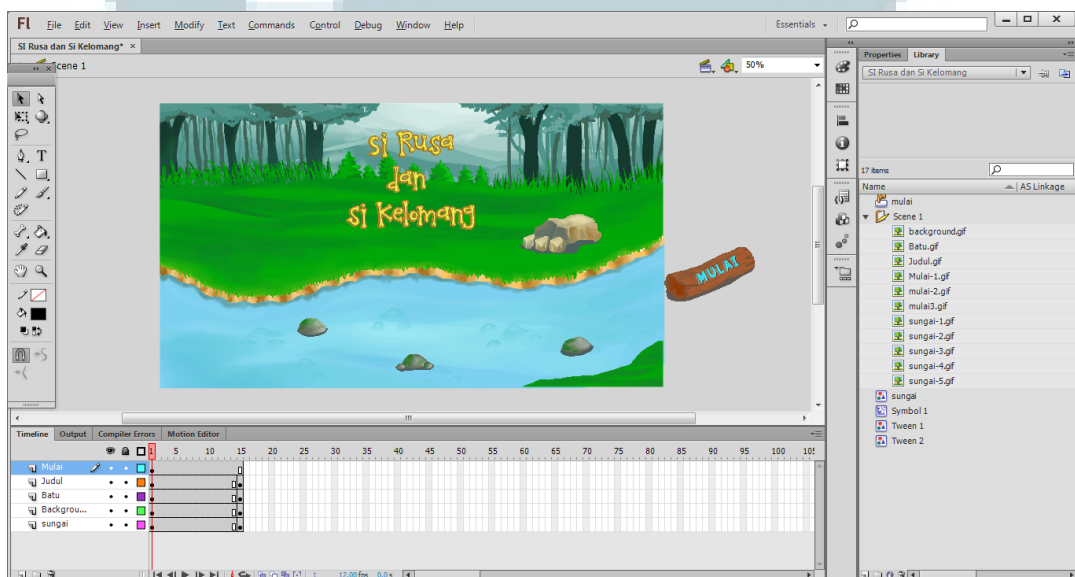 Fl File Edit View Insert Modify Text Commands Control Debug Window Help Essentials
SI Rusa dan Si Kelomang* ×
cene 1 50%
Si Rusa
dan
Si Kelomang
MULAI
Properties Library
SI Rusa dan Si Kelomang
17 items
Name AS Linkage
mulai
Scene 1
background.gif
Batu.gif
Judul.gif
Mulai-1.gif
mulai-2.gif
mulai3.gif
sungai-1.gif
sungai-2.gif
sungai-3.gif
sungai-4.gif
sungai-5.gif
sungai
Symbol 1
Tween 1
Tween 2
Timeline Output Compiler Errors Motion Editor
1 5 10 15 20 25 30 35 40 45 50 55 60 65 70 75 80 85 90 95 100 105
Mulai
Judul
Batu
Backgrou...
sungai
1 12.00 fps 0.0 s